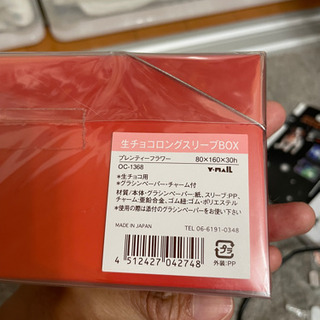 生チョコロングスリーブBOX
プレンティーフラワー 80×160×30h
OC-1368 Y-MAIL
*生チョコ用
*グラシンペーパー・チャーム付
材質/本体・グラシンペーパー:紙、スリーブ:PP、
チャーム:亜鉛合金、ゴム紐:ゴム・ポリエステル
*使用の際は添付のグラシンペーパーをお使い下さい
MADE IN JAPAN TEL 06-6191-0348
4 512427 042748
プラ
外装:PP